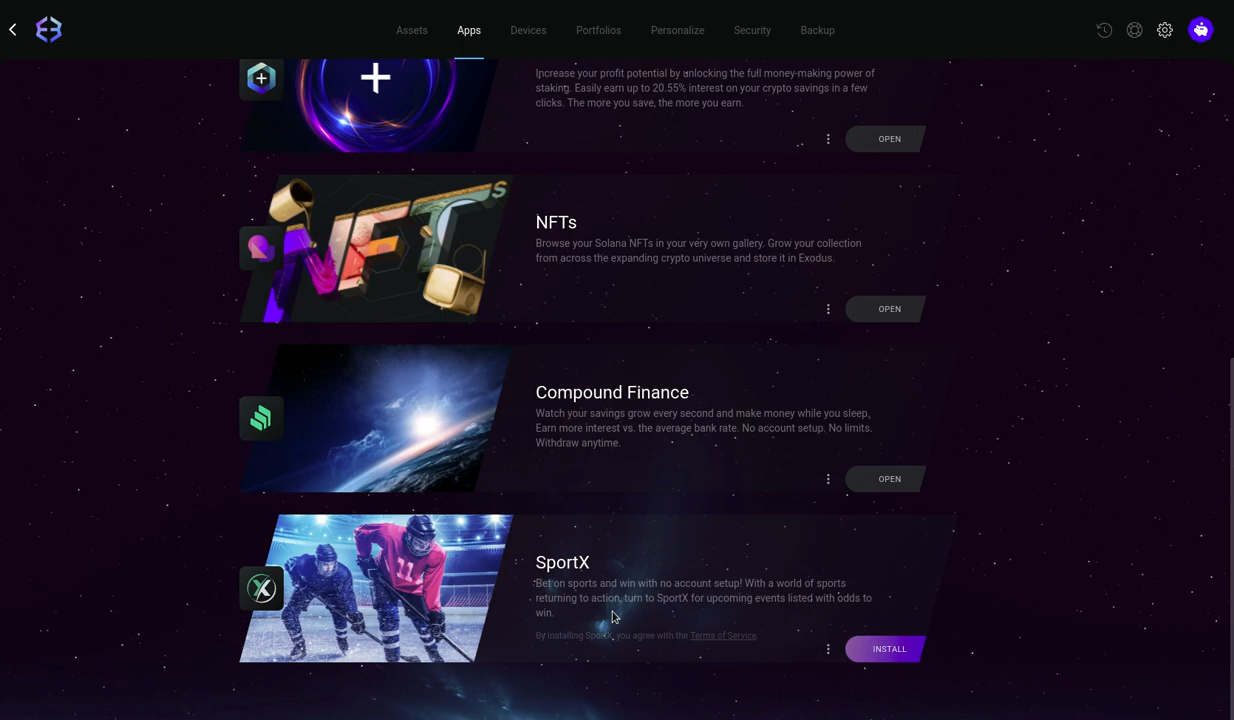 Assets Apps Devices Portfolios Personalize Security Backup
Increase your profit potential by unlocking the full money-making power of
staking. Easily earn up to 20.55% interest on your crypto savings in a few
clicks. The more you save, the more you earn.
OPEN
NFTs
NFTs
Browse your Solana NFTs in your very own gallery. Grow your collection
from across the expanding crypto universe and store it in Exodus.
OPEN
Compound Finance
Watch your savings grow every second and make money while you sleep.
Earn more interest vs. the average bank rate. No account setup. No limits.
Withdraw anytime.
OPEN
SportX
Bet on sports and win with no account setup! With a world of sports
returning to action, turn to SportX for upcoming events listed with odds to
win.
By installing SportX, you agree with the Terms of Service.
INSTALL